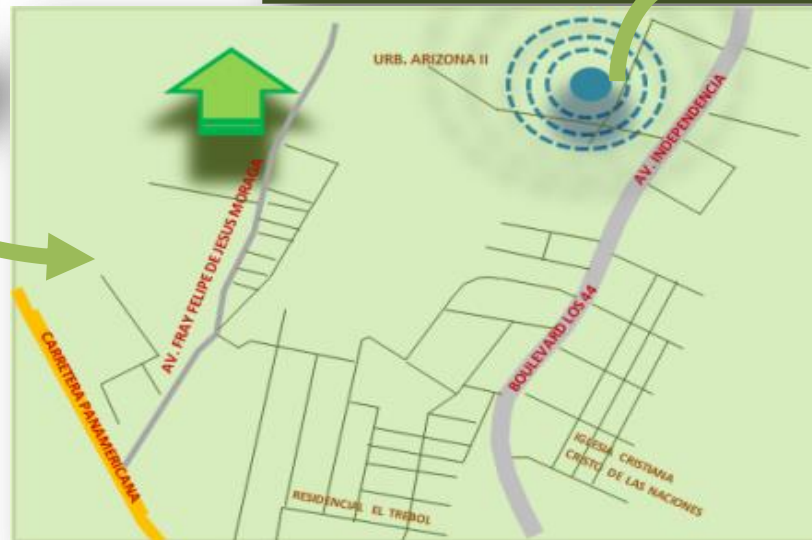 URB. ARIZONA II
AV. INDEPENDENCIA
AV. FRAY FELIPE DE JESUS MORAGA
BOULEVARD LOS 44
CARRETERA PANAMERICANA
IGLESIA CRISTIANA
CRISTO DE LAS NACIONES
RESIDENCIAL EL TREBOL